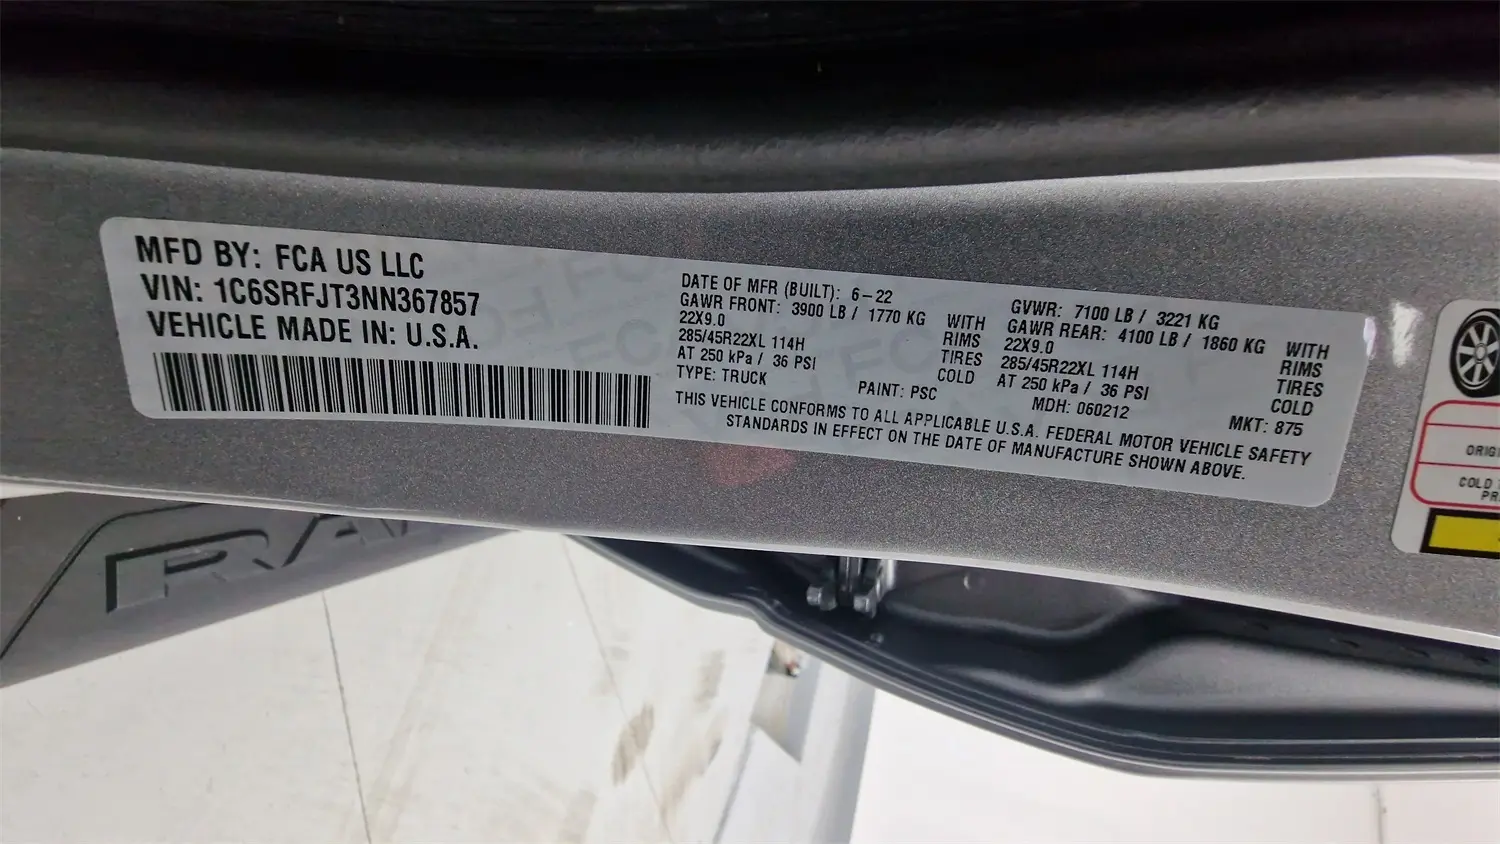 MFD BY: FCA US LLC
VIN: 1C6SRFJT3NN367857
VEHICLE MADE IN: U.S.A.
DATE OF MFR (BUILT): 6-22
GAWR FRONT: 3900 LB / 1770 KG WITH
22X9.0 RIMS
285/45R22XL 114H TIRES
AT 250 kPa / 36 PSI COLD
TYPE: TRUCK
PAINT: PSC
GVWR: 7100 LB / 3221 KG
GAWR REAR: 4100 LB / 1860 KG WITH
22X9.0 RIMS
285/45R22XL 114H TIRES
AT 250 kPa / 36 PSI COLD
MDH: 060212 MKT: 875
THIS VEHICLE CONFORMS TO ALL APPLICABLE U.S.A. FEDERAL MOTOR VEHICLE SAFETY
STANDARDS IN EFFECT ON THE DATE OF MANUFACTURE SHOWN ABOVE.
COLD